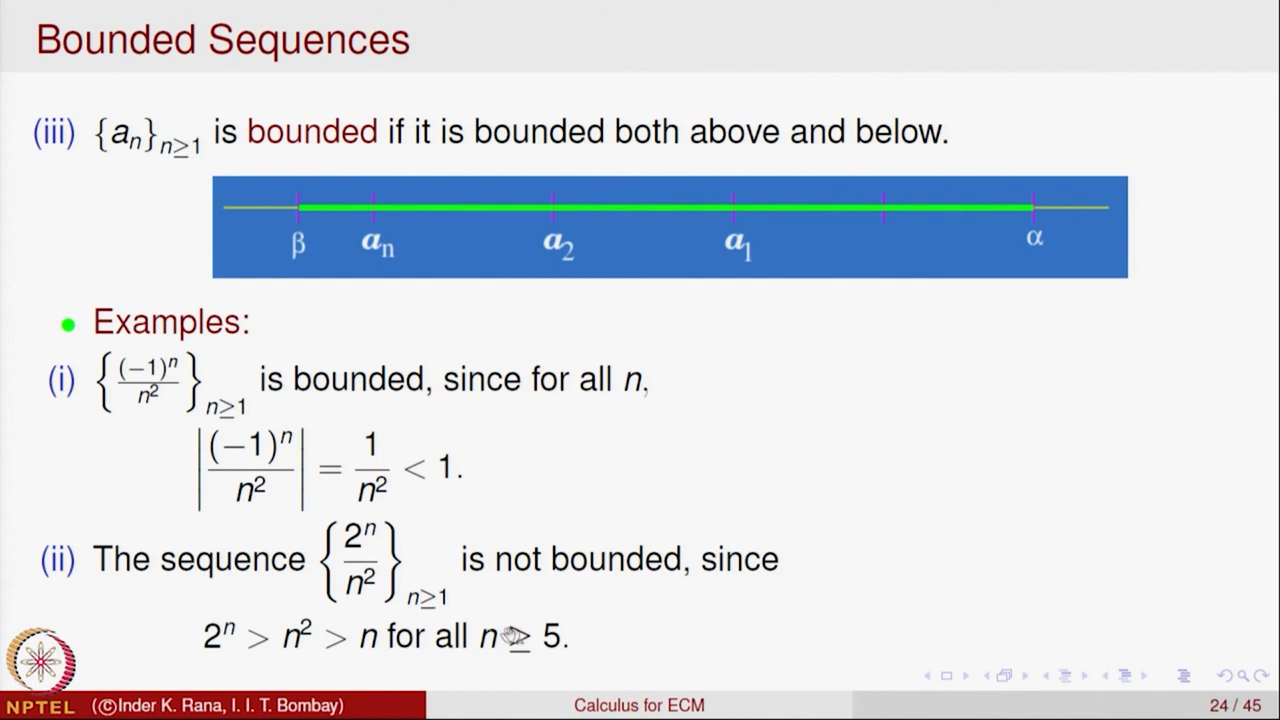 Bounded Sequences
(iii) {aₙ}ₙ≥₁ is bounded if it is bounded both above and below.
β aₙ a₂ a₁ α
Examples:
(i) {(−1)ⁿ/n²}ₙ≥₁ is bounded, since for all n,
|(−1)ⁿ/n²| = 1/n² < 1.
(ii) The sequence {2ⁿ/n²}ₙ≥₁ is not bounded, since
2ⁿ > n² > n for all n ≥ 5.
NPTEL (©Inder K. Rana, I. I. T. Bombay) Calculus for ECM 24 / 45